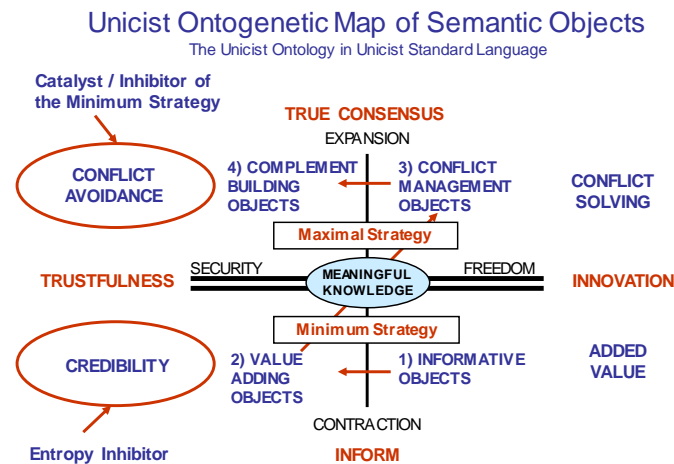 Unicist Ontogenetic Map of Semantic Objects
The Unicist Ontology in Unicist Standard Language
Catalyst / Inhibitor of
the Minimum Strategy
TRUE CONSENSUS
EXPANSION
CONFLICT
AVOIDANCE
4) COMPLEMENT
BUILDING
OBJECTS
3) CONFLICT
MANAGEMENT
OBJECTS
CONFLICT
SOLVING
Maximal Strategy
TRUSTFULNESS
SECURITY
MEANINGFUL
KNOWLEDGE
FREEDOM
INNOVATION
Minimum Strategy
CREDIBILITY
2) VALUE
ADDING
OBJECTS
1) INFORMATIVE
OBJECTS
ADDED
VALUE
CONTRACTION
Entropy Inhibitor
INFORM